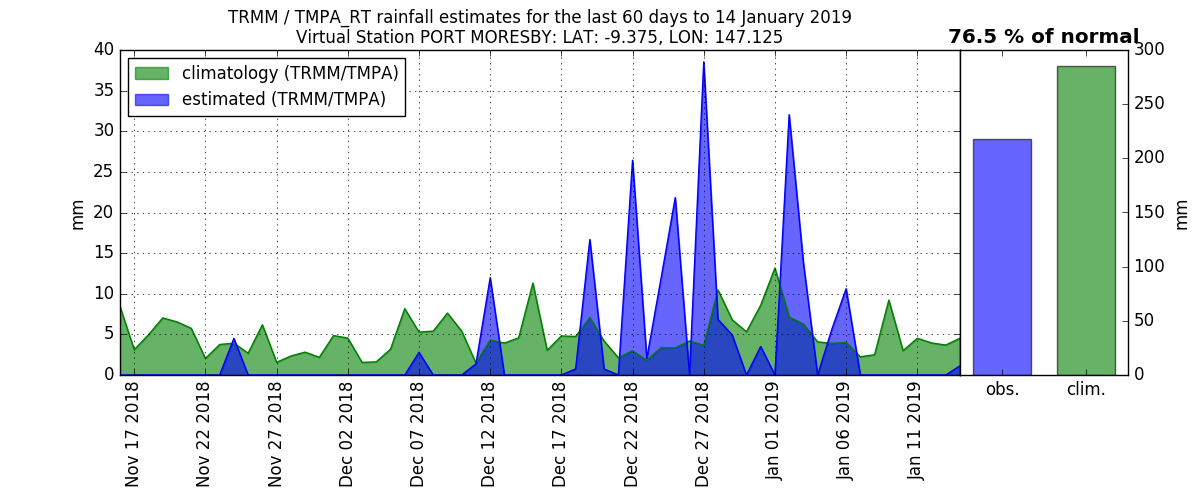 TRMM / TMPA_RT rainfall estimates for the last 60 days to 14 January 2019
Virtual Station PORT MORESBY: LAT: -9.375, LON: 147.125
76.5 % of normal
climatology (TRMM/TMPA)
estimated (TRMM/TMPA)
mm
40
35
30
25
20
15
10
5
0
Nov 17 2018
Nov 22 2018
Nov 27 2018
Dec 02 2018
Dec 07 2018
Dec 12 2018
Dec 17 2018
Dec 22 2018
Dec 27 2018
Jan 01 2019
Jan 06 2019
Jan 11 2019
300
250
200
150
100
50
0
mm
obs.
clim.